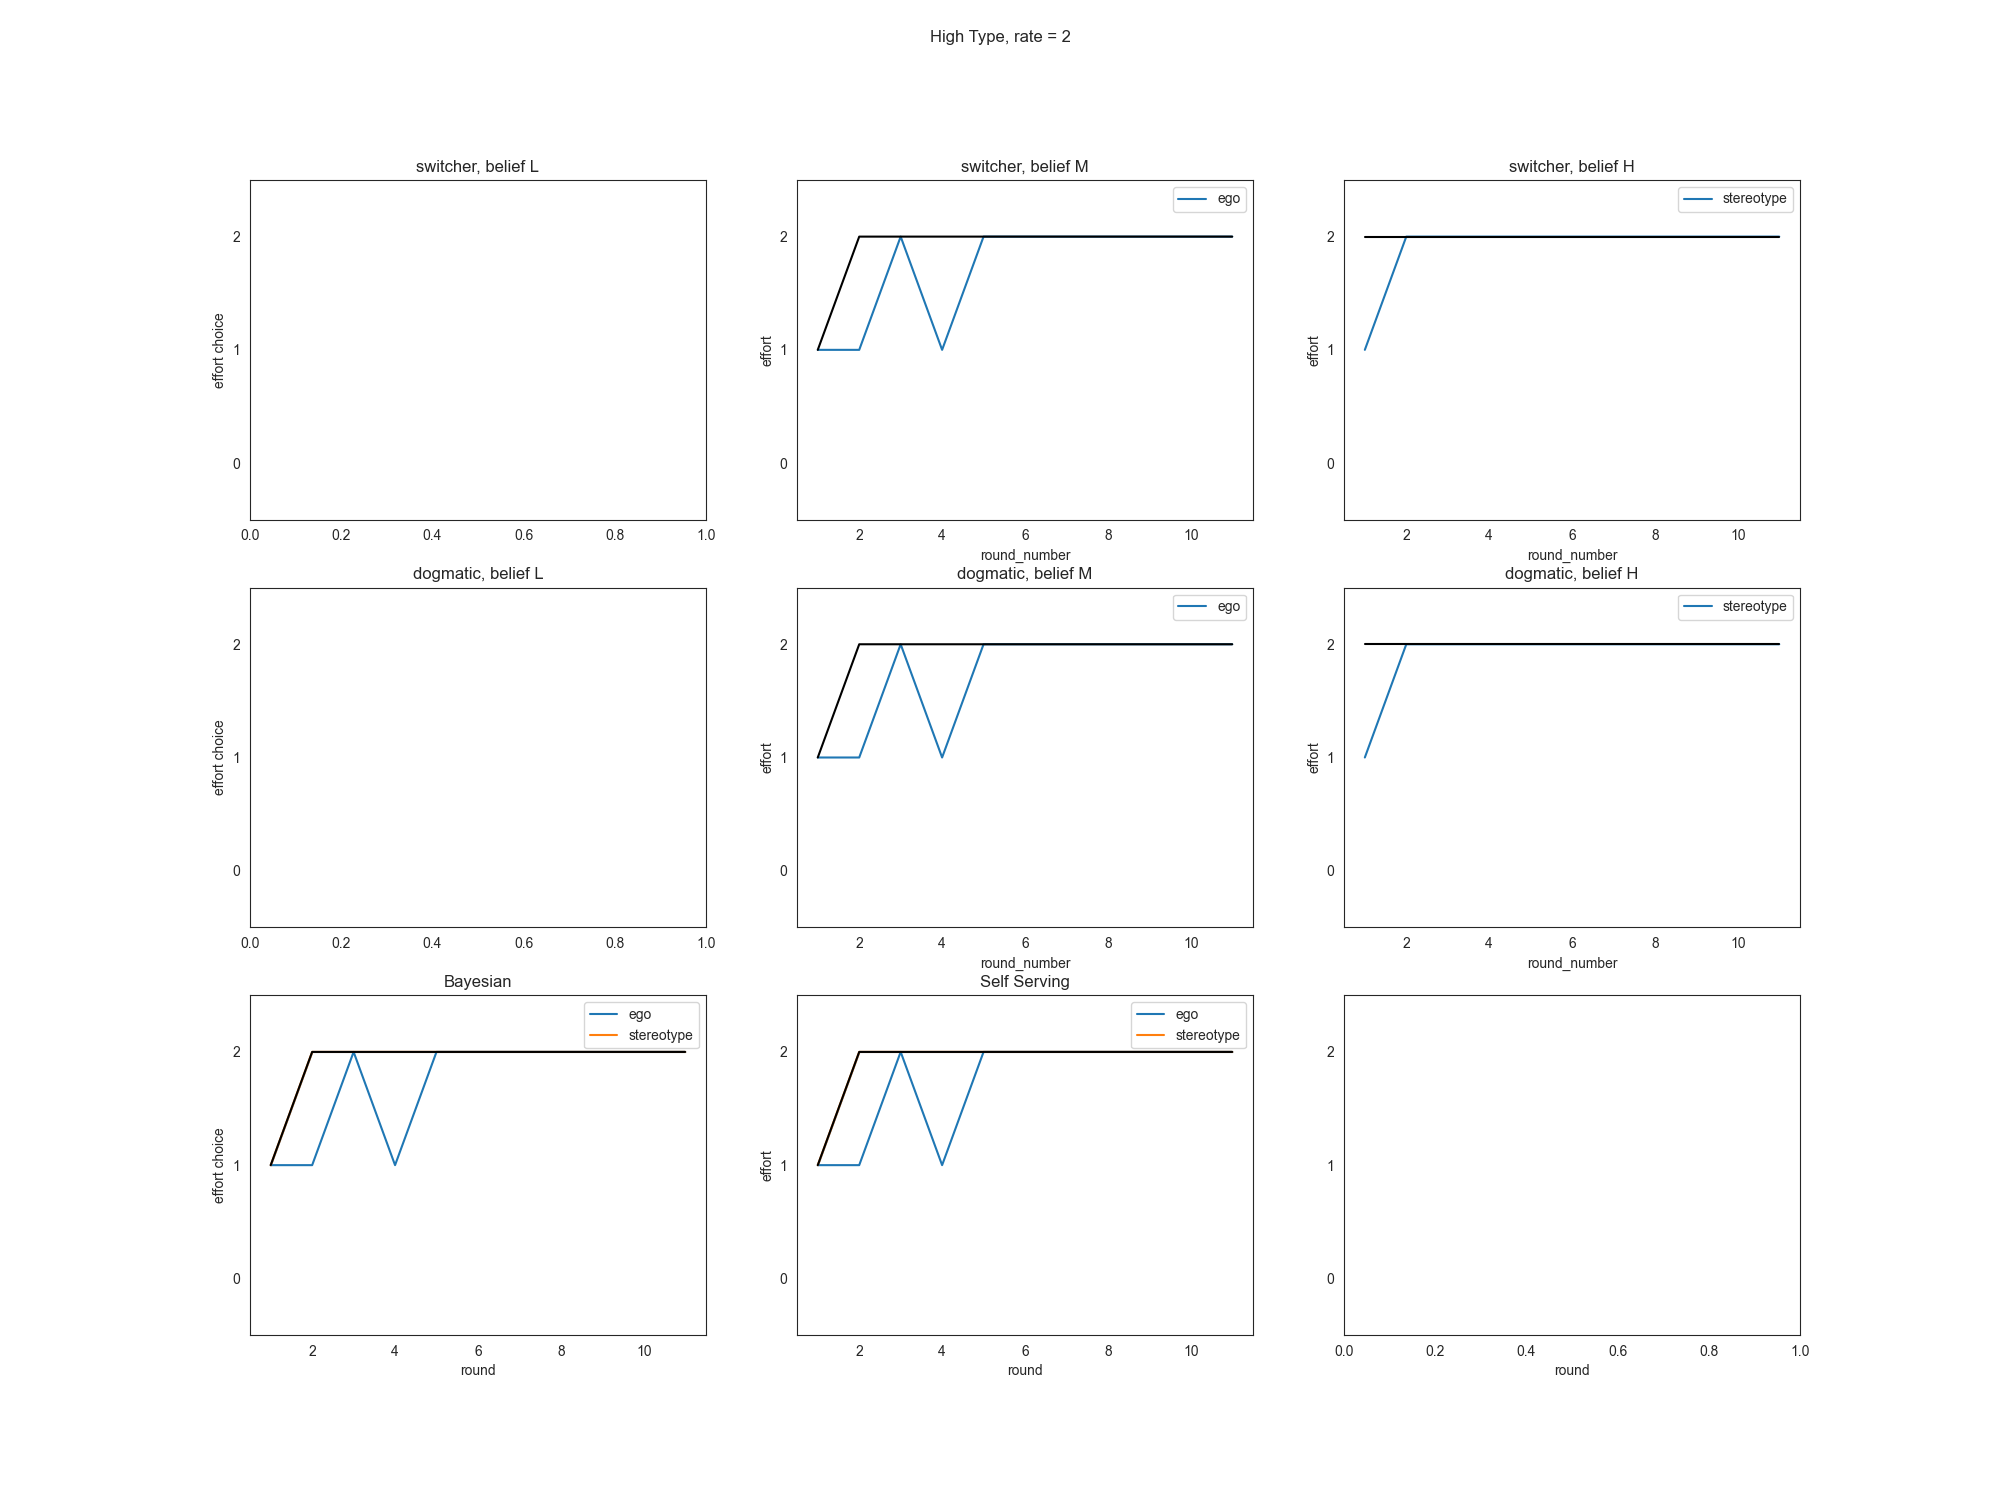 High Type, rate = 2
switcher, belief L
switcher, belief M
switcher, belief H
effort choice
2
1
0
0.0 0.2 0.4 0.6 0.8 1.0
effort
2
1
0
ego
2 4 6 8 10
round_number
effort
2
1
0
stereotype
2 4 6 8 10
round_number
dogmatic, belief L
dogmatic, belief M
dogmatic, belief H
effort choice
2
1
0
0.0 0.2 0.4 0.6 0.8 1.0
effort
2
1
0
ego
2 4 6 8 10
round_number
effort
2
1
0
stereotype
2 4 6 8 10
round_number
Bayesian
Self Serving
effort choice
2
1
0
ego
stereotype
2 4 6 8 10
round
effort
2
1
0
ego
stereotype
2 4 6 8 10
round
2
1
0
0.0 0.2 0.4 0.6 0.8 1.0
round